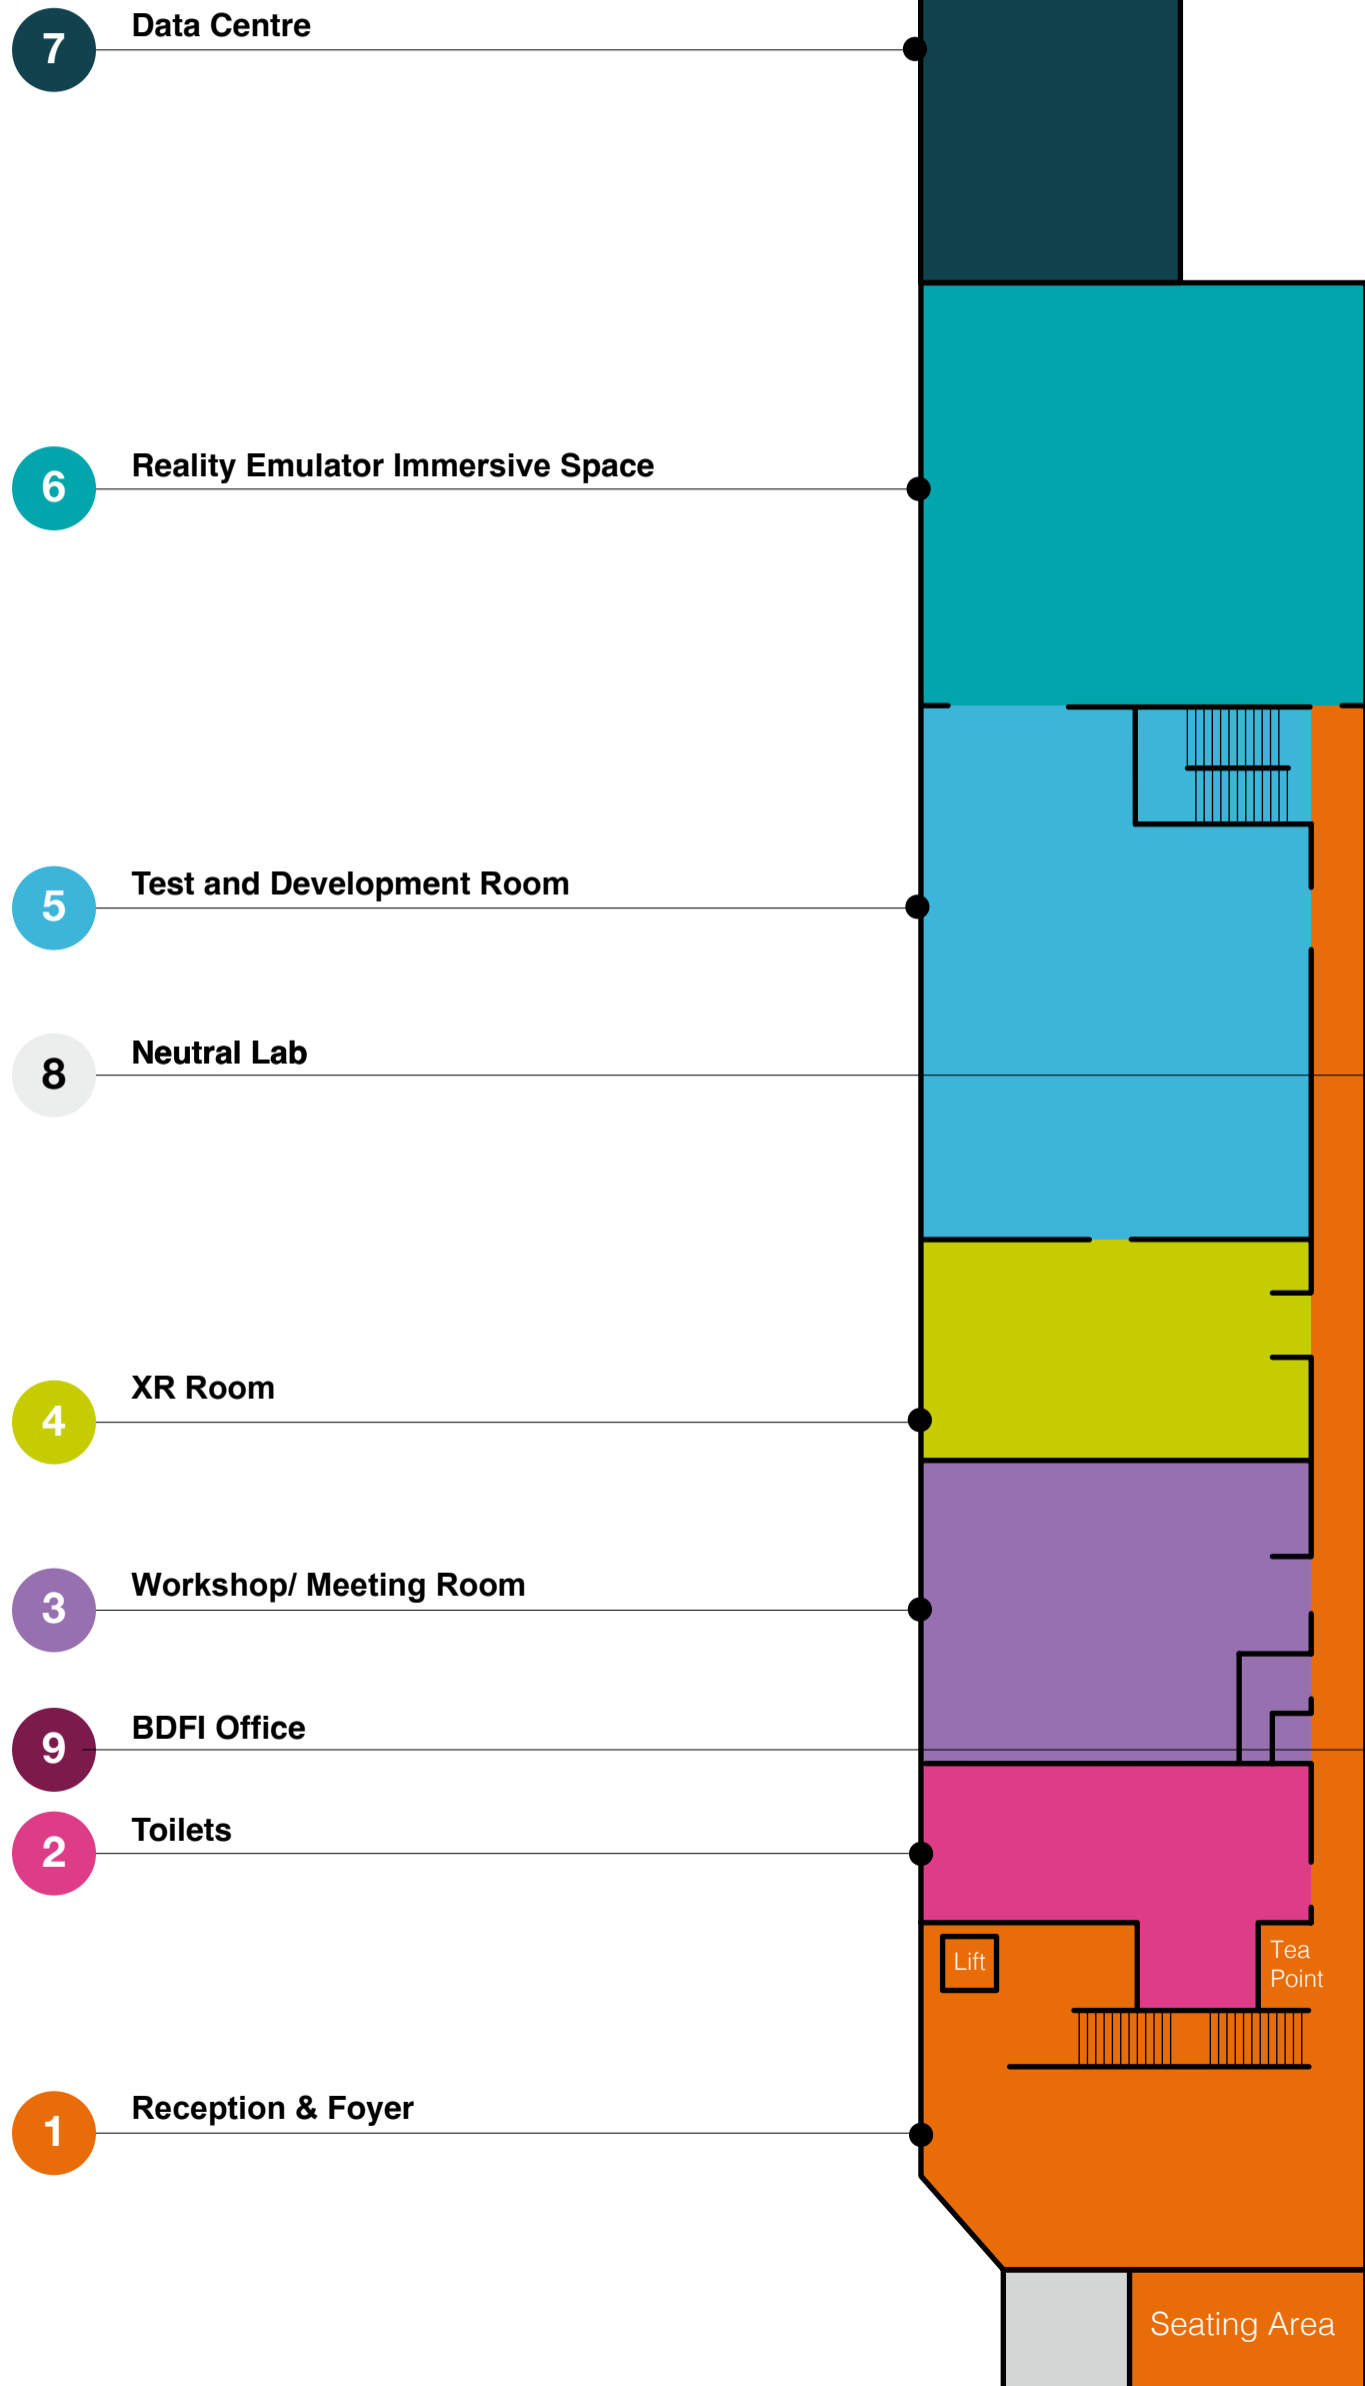 7
Data Centre
6
Reality Emulator Immersive Space
5
Test and Development Room
8
Neutral Lab
4
XR Room
3
Workshop/ Meeting Room
9
BDFI Office
2
Toilets
Lift
Tea
Point
1
Reception & Foyer
Seating Area